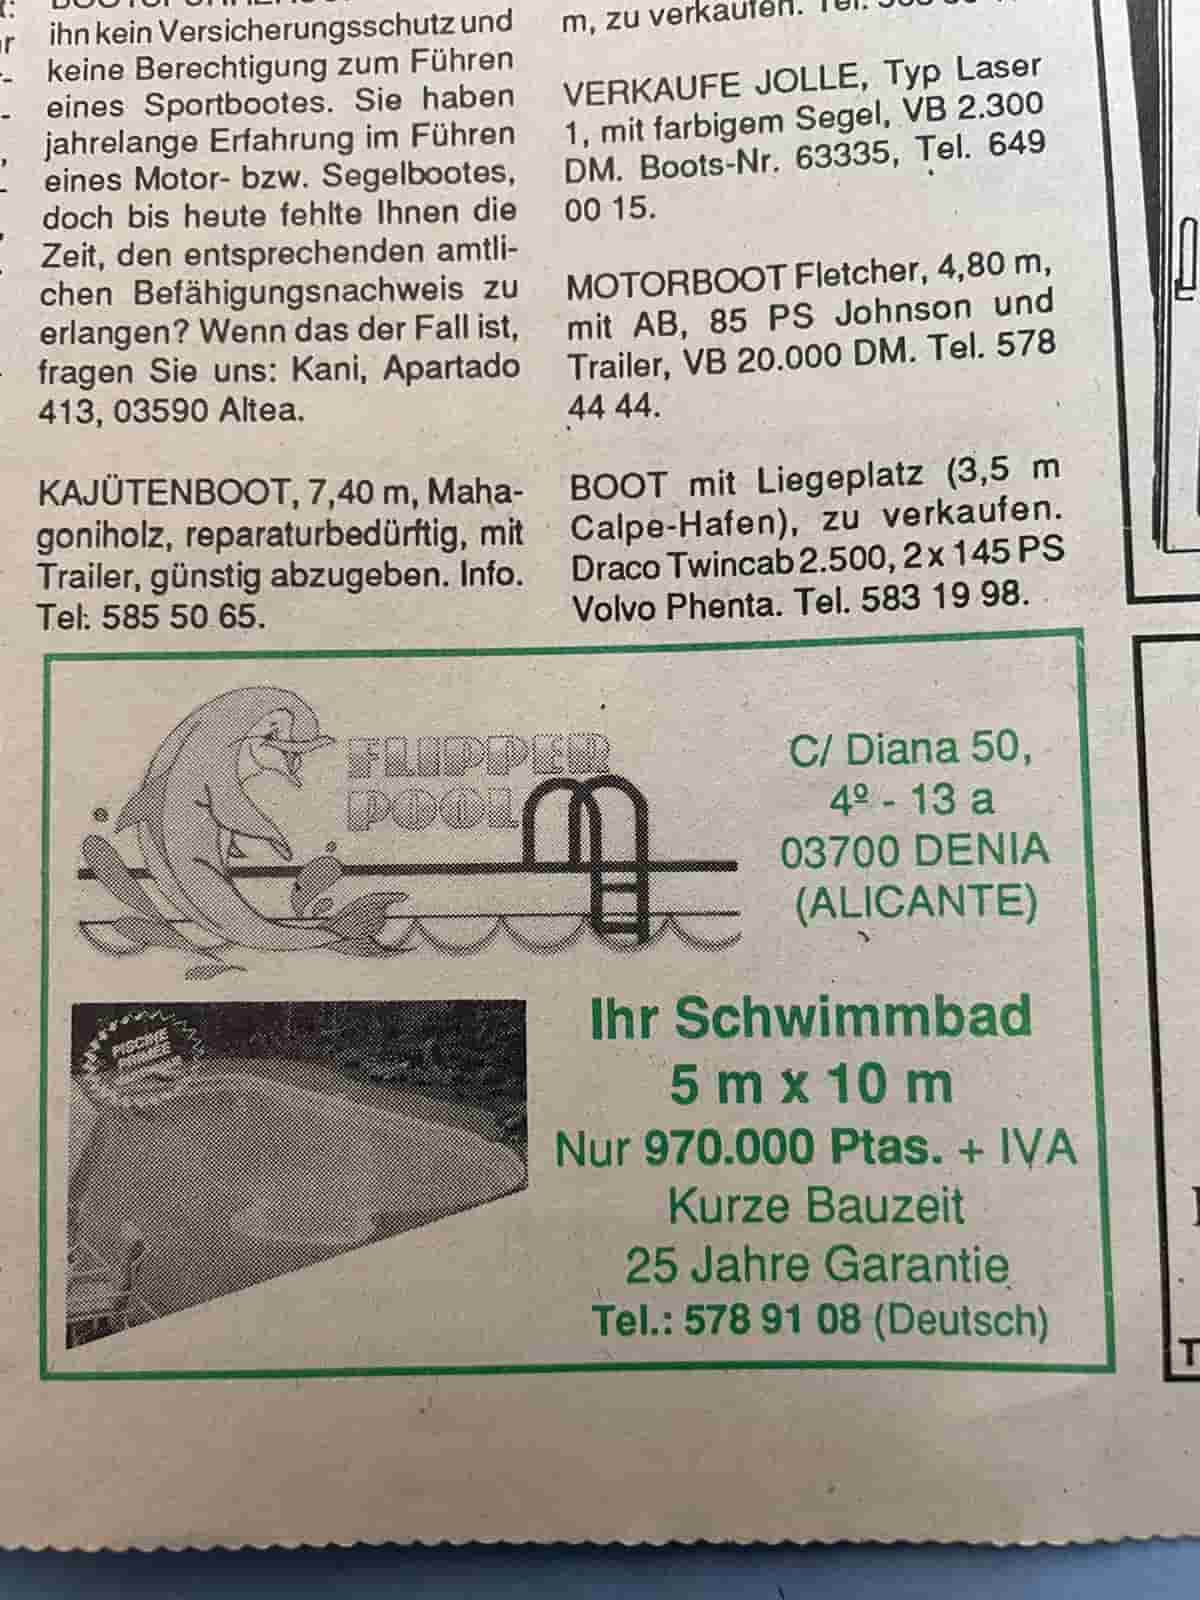 ihn kein Versicherungsschutz und
keine Berechtigung zum Führen
eines Sportbootes. Sie haben
jahrelange Erfahrung im Führen
eines Motor- bzw. Segelbootes,
doch bis heute fehlte Ihnen die
Zeit, den entsprechenden amtli-
chen Befähigungsnachweis zu
erlangen? Wenn das der Fall ist,
fragen Sie uns: Kani, Apartado
413, 03590 Altea.
KAJÜTENBOOT, 7,40 m, Maha-
goniholz, reparaturbedürftig, mit
Trailer, günstig abzugeben. Info.
Tel: 585 50 65.
m, zu verkaufen. Tel.
VERKAUFE JOLLE, Typ Laser
1, mit farbigem Segel, VB 2.300
DM. Boots-Nr. 63335, Tel. 649
00 15.
MOTORBOOT Fletcher, 4,80 m,
mit AB, 85 PS Johnson und
Trailer, VB 20.000 DM. Tel. 578
44 44.
BOOT mit Liegeplatz (3,5 m
Calpe-Hafen), zu verkaufen.
Draco Twincab 2.500, 2 x 145 PS
Volvo Phenta. Tel. 583 19 98.
FLIPPER
POOL
C/ Diana 50,
4º - 13 a
03700 DENIA
(ALICANTE)
PISCINE
Ihr Schwimmbad
5 m x 10 m
Nur 970.000 Ptas. + IVA
Kurze Bauzeit
25 Jahre Garantie
Tel.: 578 91 08 (Deutsch)